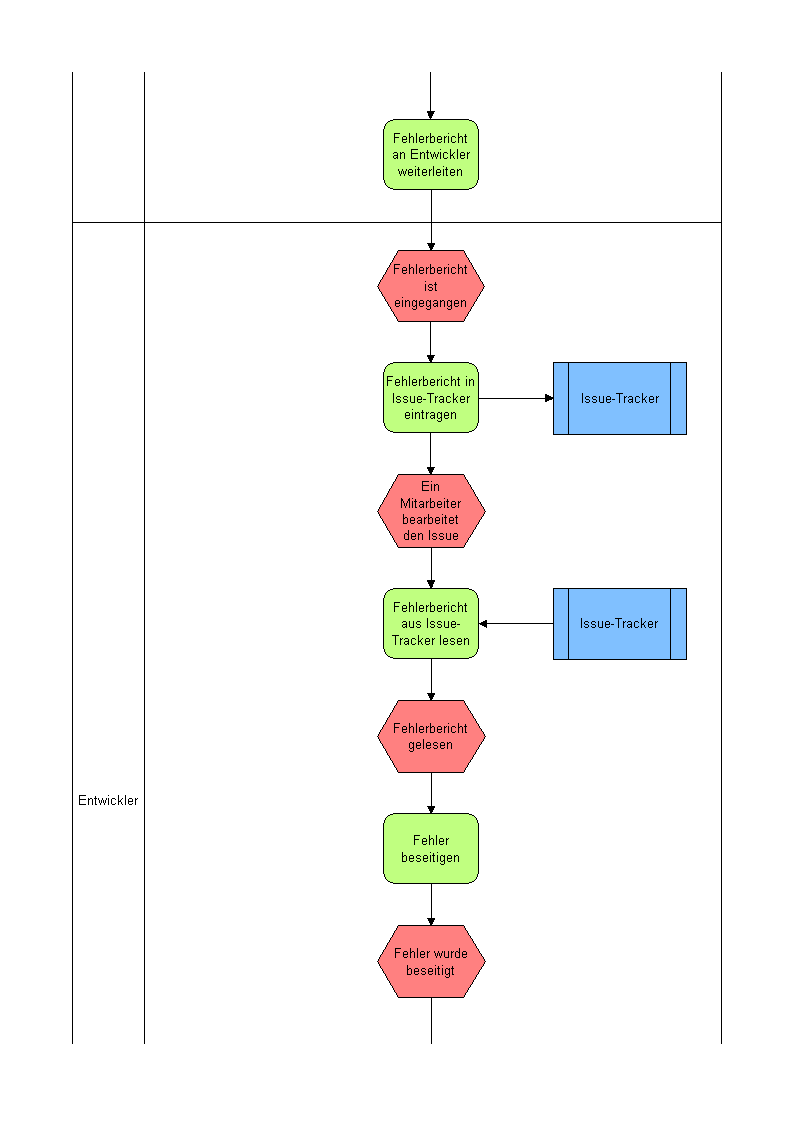 Fehlerbericht
an Entwickler
weiterleiten
Fehlerbericht
ist
eingegangen
Fehlerbericht in
Issue-Tracker
eintragen
Issue-Tracker
Ein
Mitarbeiter
bearbeitet
den Issue
Fehlerbericht
aus Issue-
Tracker lesen
Issue-Tracker
Fehlerbericht
gelesen
Entwickler
Fehler
beseitigen
Fehler wurde
beseitigt